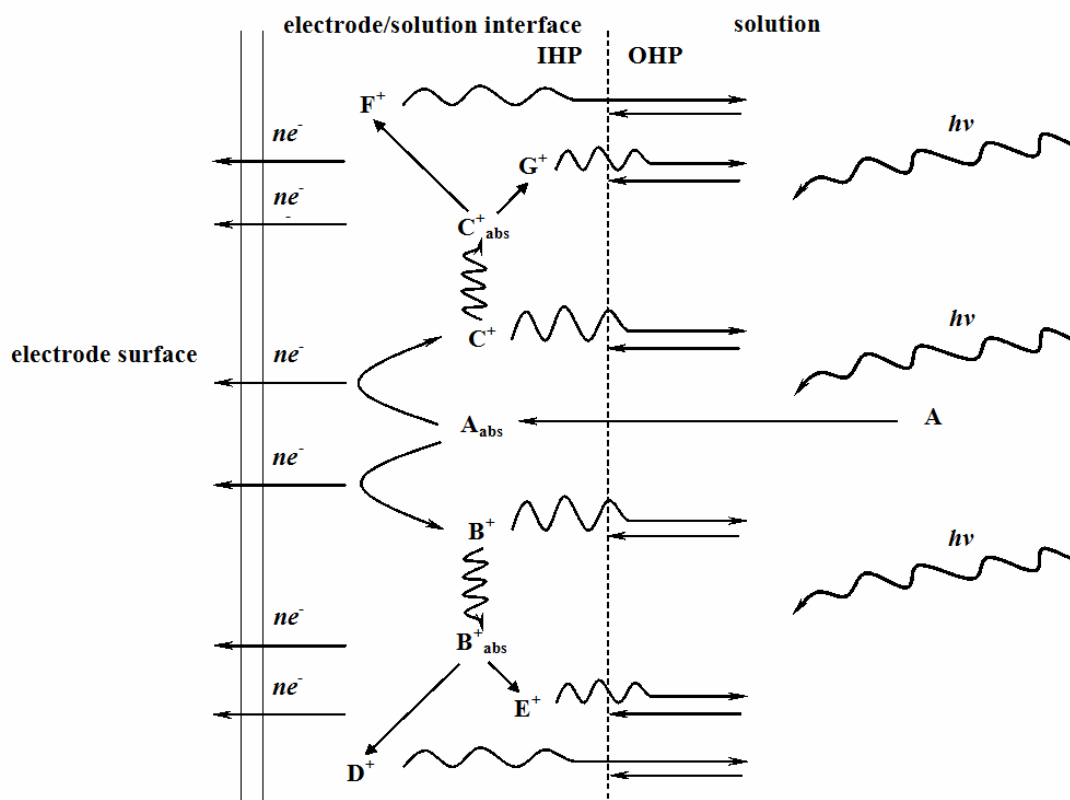 electrode/solution interface solution
IHP OHP
F⁺
hν
ne⁻
G⁺
ne⁻
-
C⁺abs
hν
C⁺
electrode surface ne⁻
Aabs A
ne⁻
B⁺
hν
ne⁻
B⁺abs
ne⁻
E⁺
D⁺